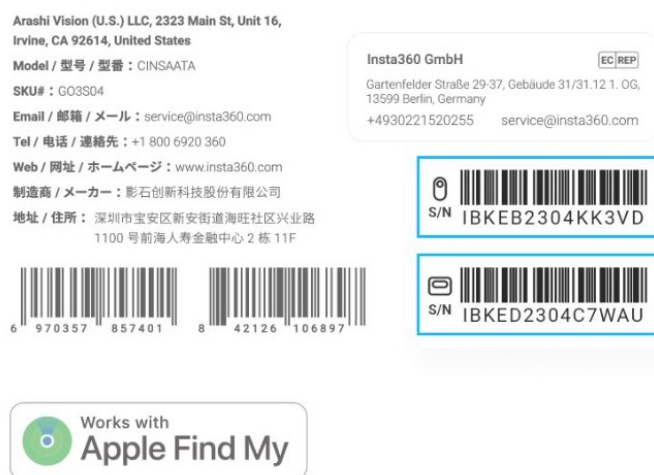 Arashi Vision (U.S.) LLC, 2323 Main St, Unit 16,
Irvine, CA 92614, United States
Model / 型号 / 型番：CINSAATA
SKU#：GO3S04
Email / 邮箱 / メール：service@insta360.com
Tel / 电话 / 連絡先：+1 800 6920 360
Web / 网址 / ホームページ：www.insta360.com
制造商 / メーカー：影石创新科技股份有限公司
地址 / 住所： 深圳市宝安区新安街道海旺社区兴业路
1100 号前海人寿金融中心 2 栋 11F
6 970357 857401
8 42126 106897
Works with
Apple Find My
Insta360 GmbH
EC REP
Gartenfelder Straße 29-37, Gebäude 31/31.12 1. OG,
13599 Berlin, Germany
+4930221520255 service@insta360.com
S/N IBKEB2304KK3VD
S/N IBKED2304C7WAU